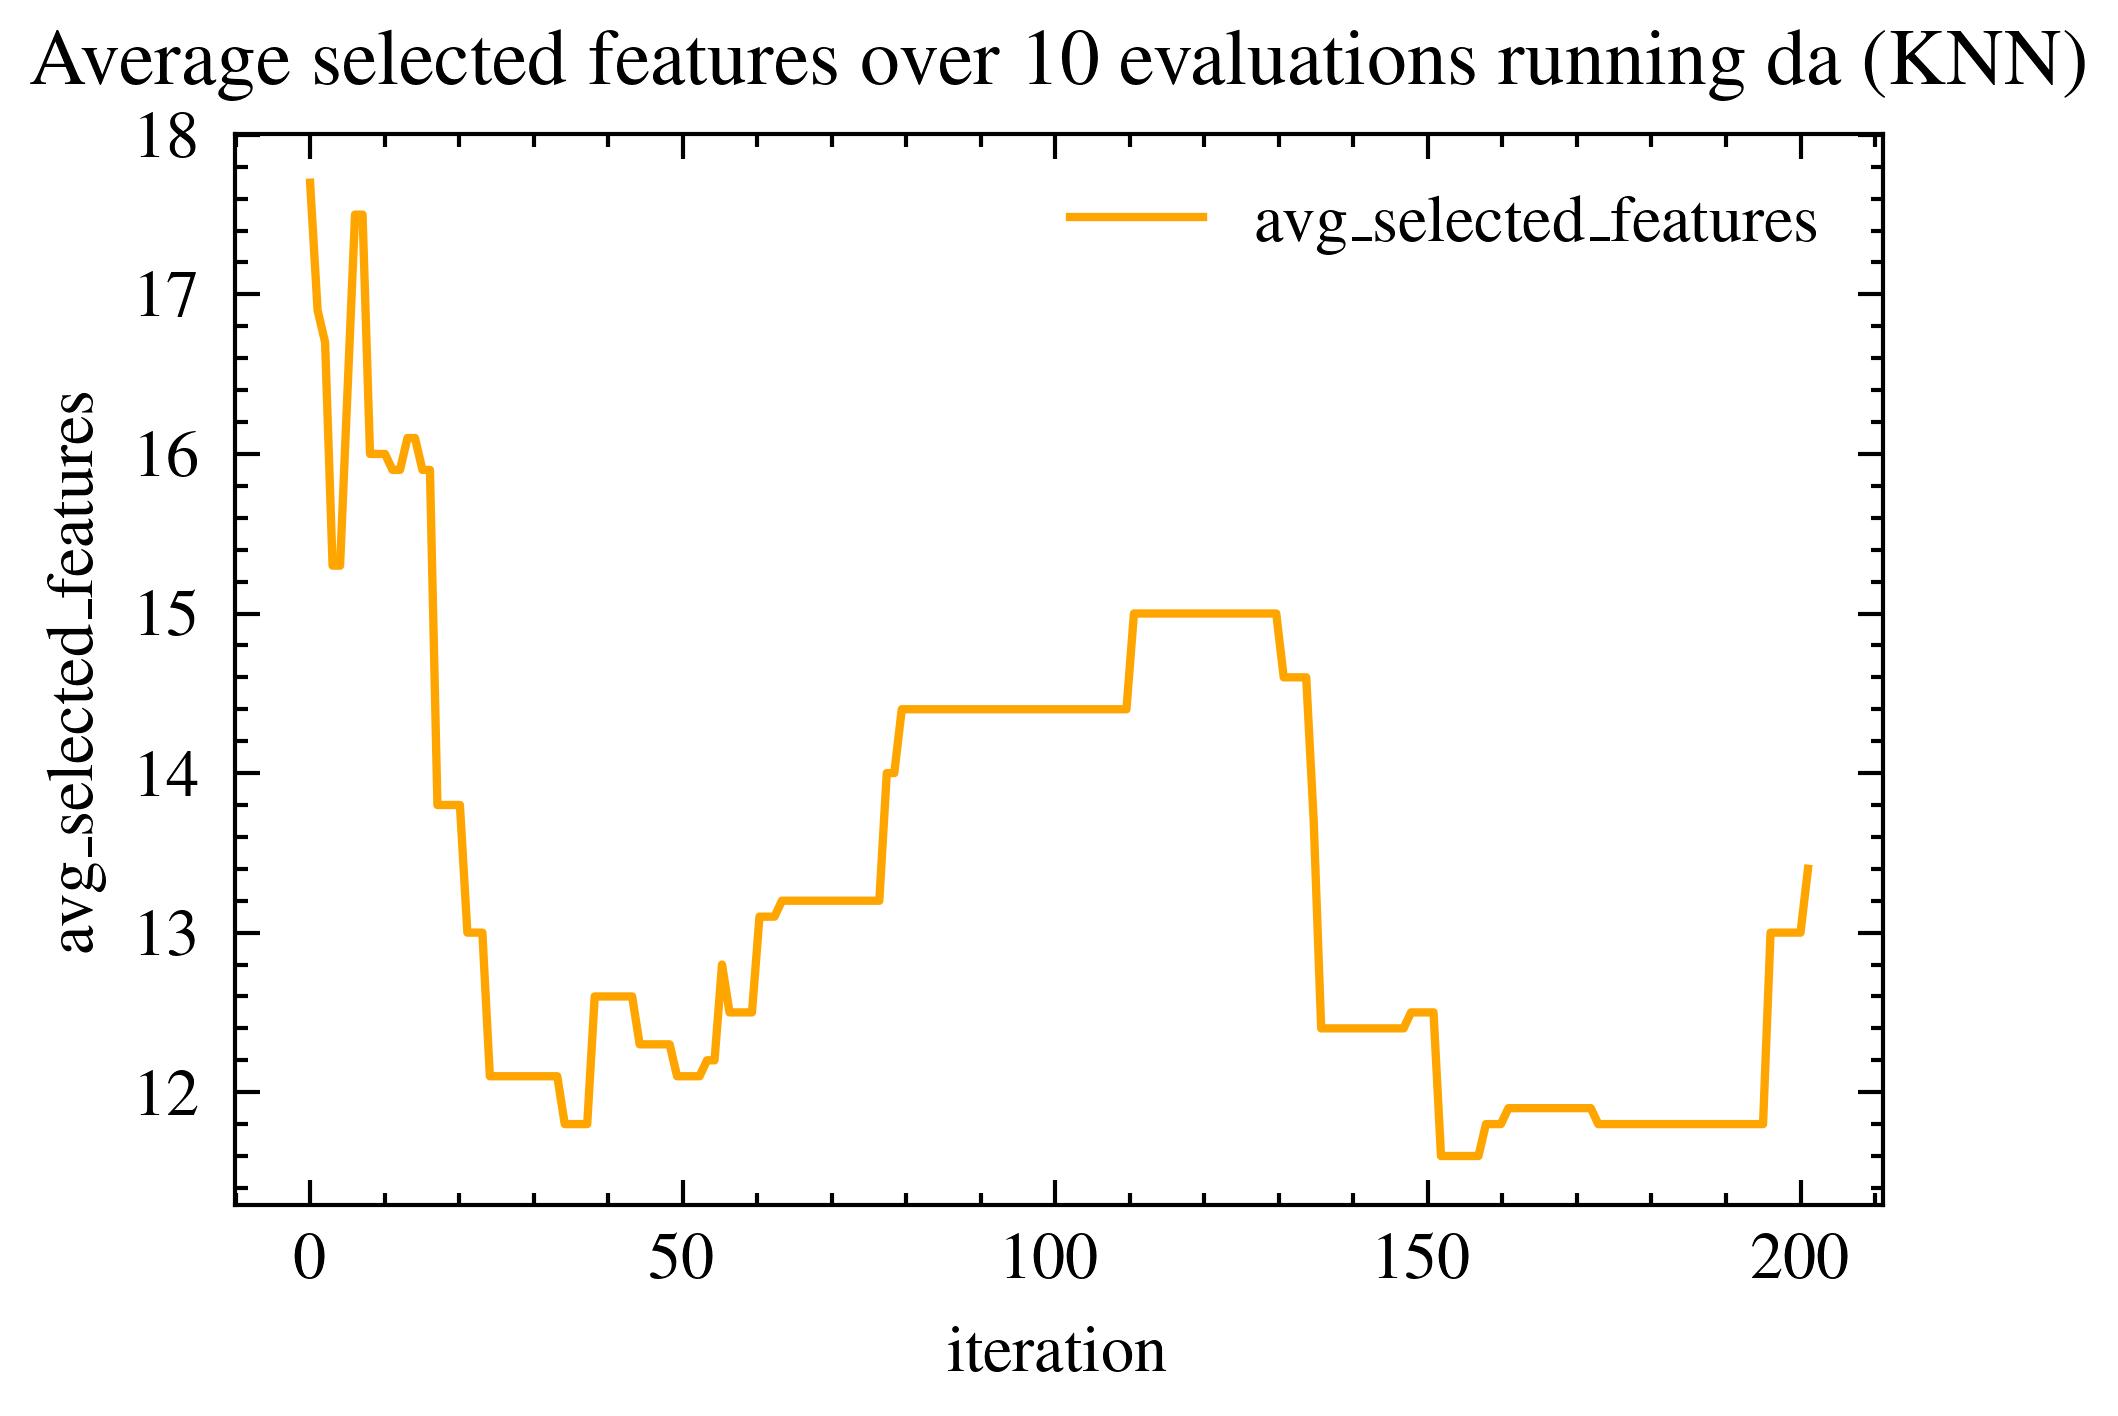 Average selected features over 10 evaluations running da (KNN)
avg_selected_features
18
17
16
15
14
13
12
avg_selected_features
0 50 100 150 200
iteration